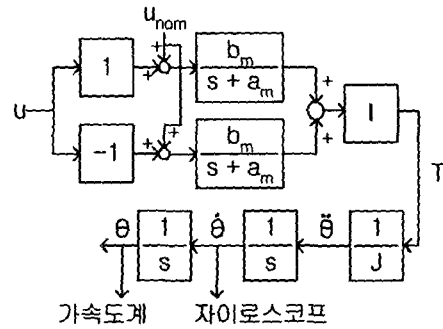 u_nom
+ +
1
+
b_m / (s + a_m)
+
u
l
-1
+
+
b_m / (s + a_m)
+
T
θ
1 / s
θ̇
1 / s
θ̈
1 / J
가속도계
자이로스코프